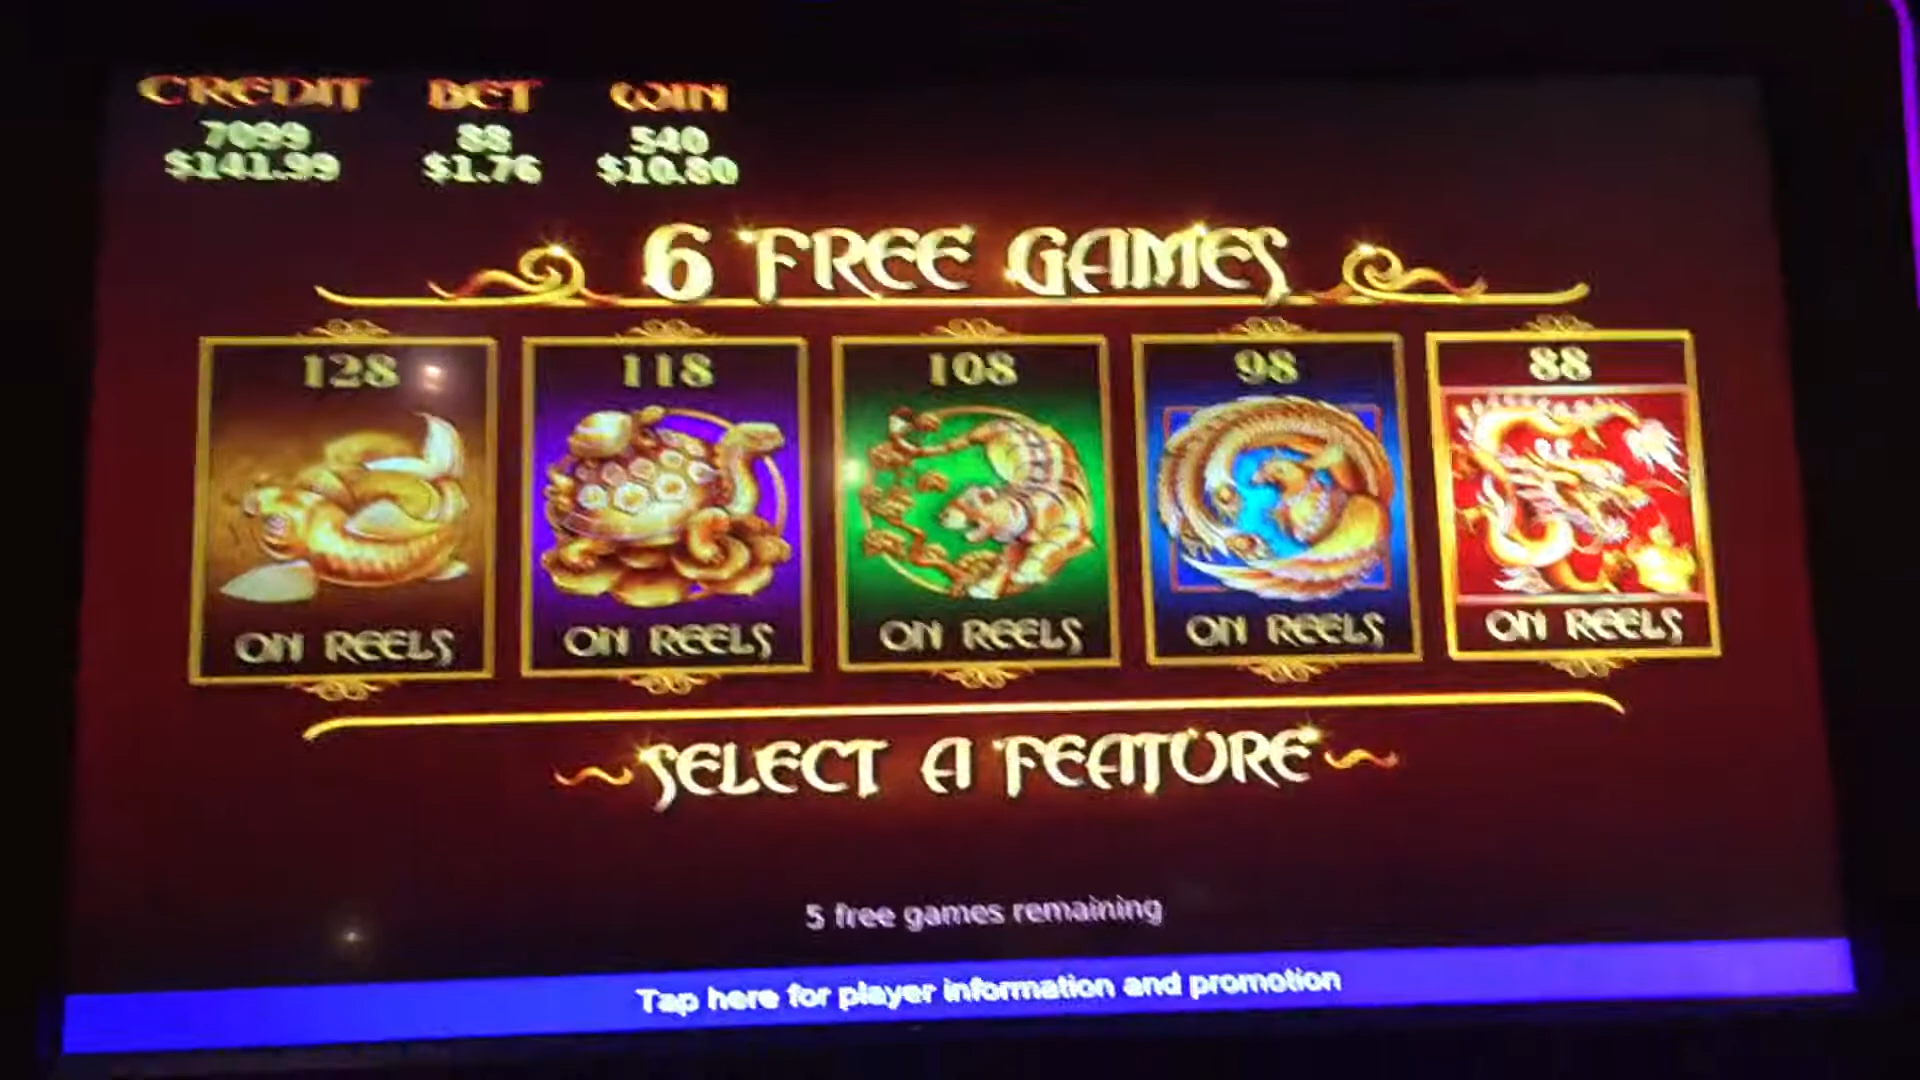 CREDIT BET WIN
7099 88 540
$141.99 $1.76 $10.80
6 FREE GAMES
128 118 108 98 88
ON REELS ON REELS ON REELS ON REELS ON REELS
SELECT A FEATURE
5 free games remaining
Tap here for player information and promotion